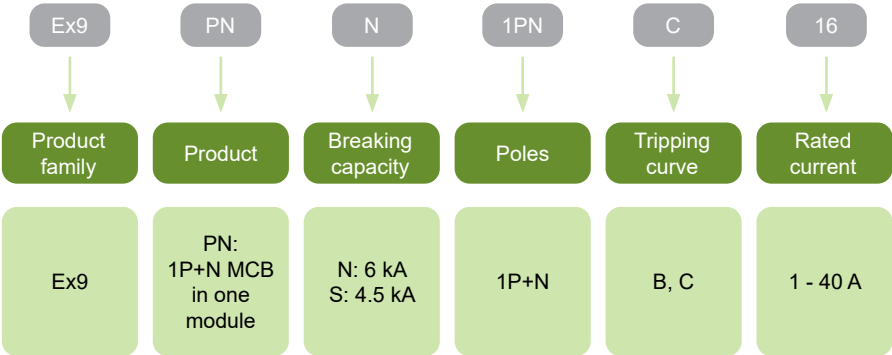 Ex9
PN
N
1PN
C
16
Product
family
Product
Breaking
capacity
Poles
Tripping
curve
Rated
current
Ex9
PN:
1P+N MCB
in one
module
N: 6 kA
S: 4.5 kA
1P+N
B, C
1 - 40 A